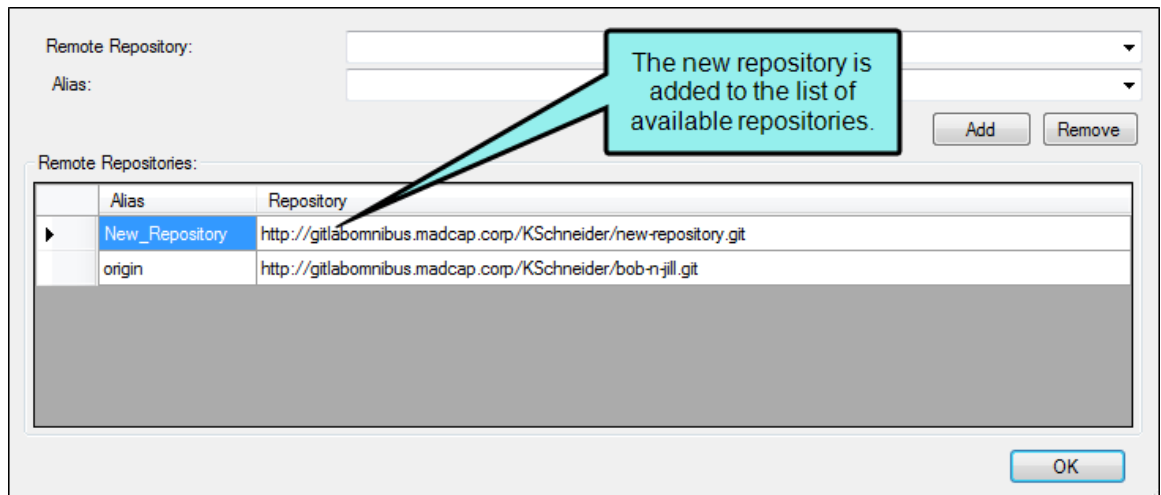 Remote Repository:
Alias:
The new repository is
added to the list of
available repositories.
Add Remove
Remote Repositories:
Alias Repository
New_Repository http://gitlabomnibus.madcap.corp/KSchneider/new-repository.git
origin http://gitlabomnibus.madcap.corp/KSchneider/bob-n-jill.git
OK